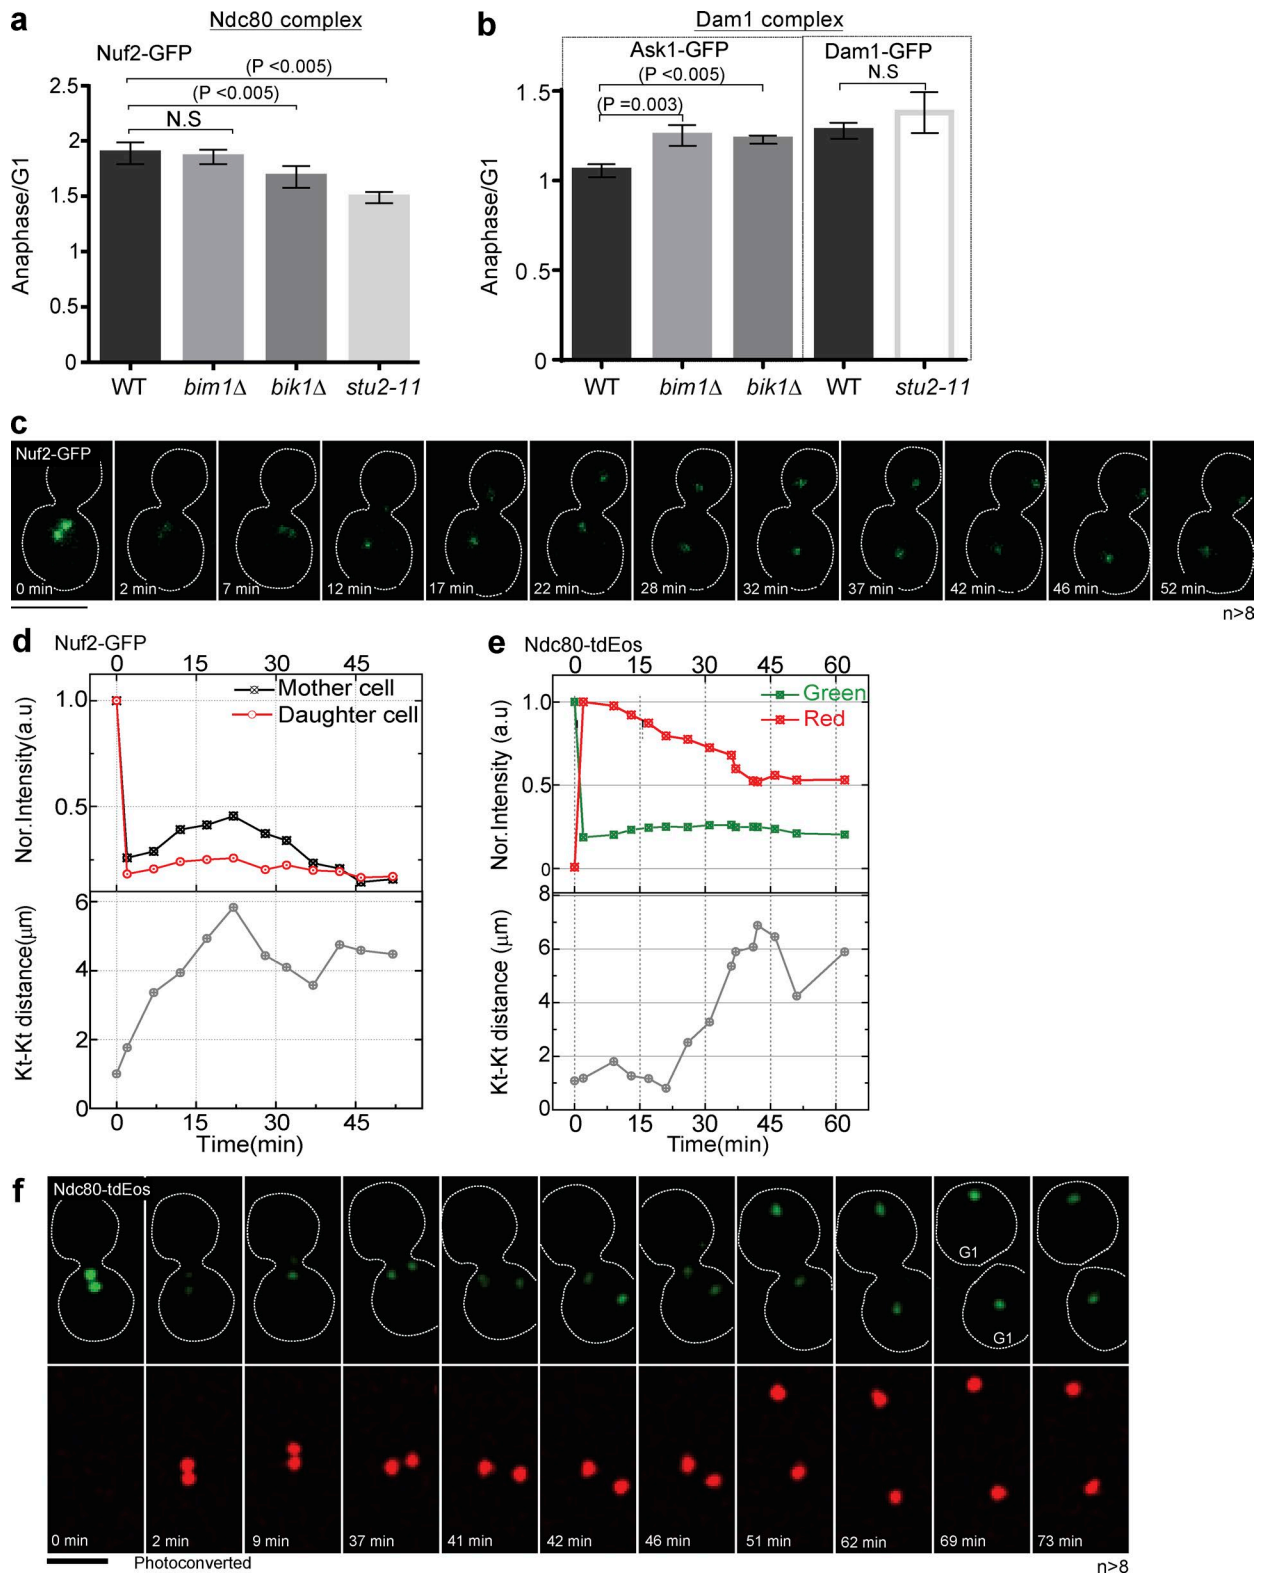 a
Ndc80 complex
Nuf2-GFP
(P <0.005)
(P <0.005)
N.S
2.5
2
1.5
1
0.5
0
Anaphase/G1
WT
bim1Δ
bik1Δ
stu2-11
b
Dam1 complex
Ask1-GFP
Dam1-GFP
(P <0.005)
N.S
(P =0.003)
1.5
1
0.5
0
Anaphase/G1
WT
bim1Δ
bik1Δ
WT
stu2-11
c
Nuf2-GFP
0 min
2 min
7 min
12 min
17 min
22 min
28 min
32 min
37 min
42 min
46 min
52 min
n>8
d
Nuf2-GFP
0 15 30 45
Mother cell
Daughter cell
1.0
0.5
Nor.Intensity(a.u)
6
4
2
0
Kt-Kt distance(μm)
0 15 30 45
Time(min)
e
Ndc80-tdEos
0 15 30 45 60
Green
Red
1.0
0.5
0
Nor.Intensity (a.u)
8
8
6
4
2
0
Kt-Kt distance (μm)
0 15 30 45 60
Time(min)
f
Ndc80-tdEos
G1
G1
0 min
2 min
9 min
37 min
41 min
42 min
46 min
51 min
62 min
69 min
73 min
Photoconverted
n>8